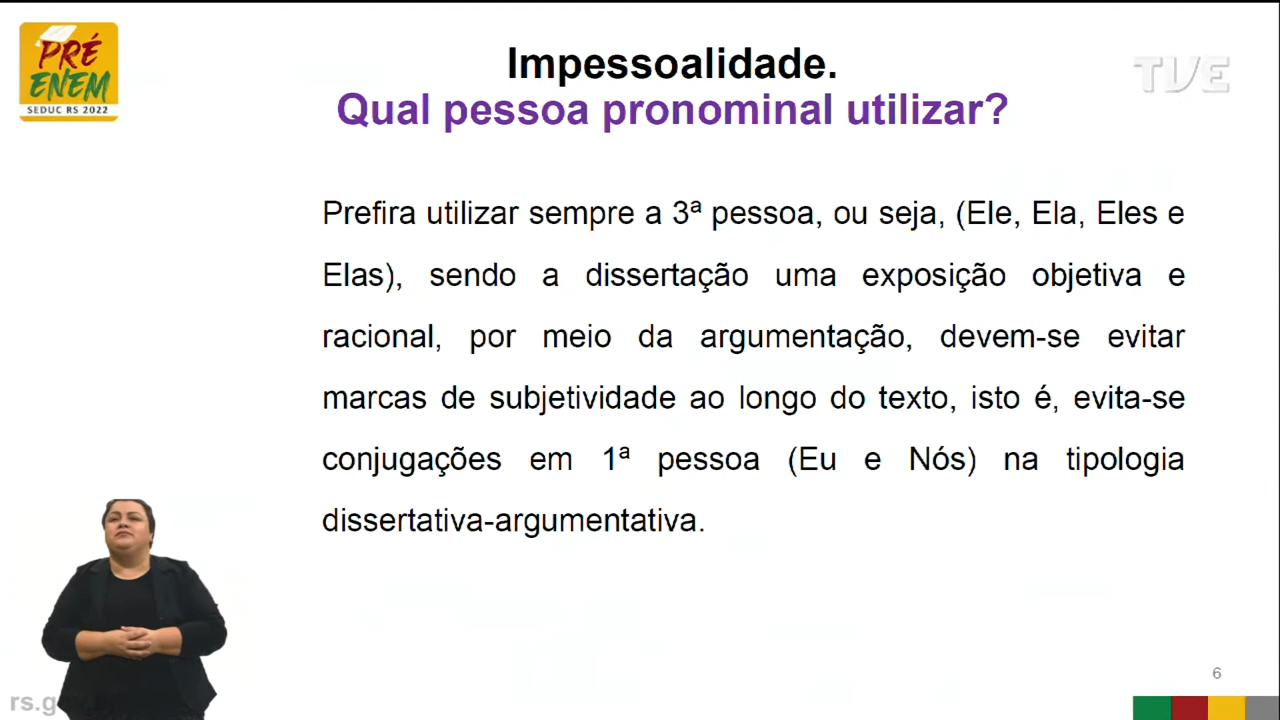 PRÉ
ENEM
SEDUC RS 2022
TVE
Impessoalidade.
Qual pessoa pronominal utilizar?
Prefira utilizar sempre a 3ª pessoa, ou seja, (Ele, Ela, Eles e
Elas), sendo a dissertação uma exposição objetiva e
racional, por meio da argumentação, devem-se evitar
marcas de subjetividade ao longo do texto, isto é, evita-se
conjugações em 1ª pessoa (Eu e Nós) na tipologia
dissertativa-argumentativa.
6